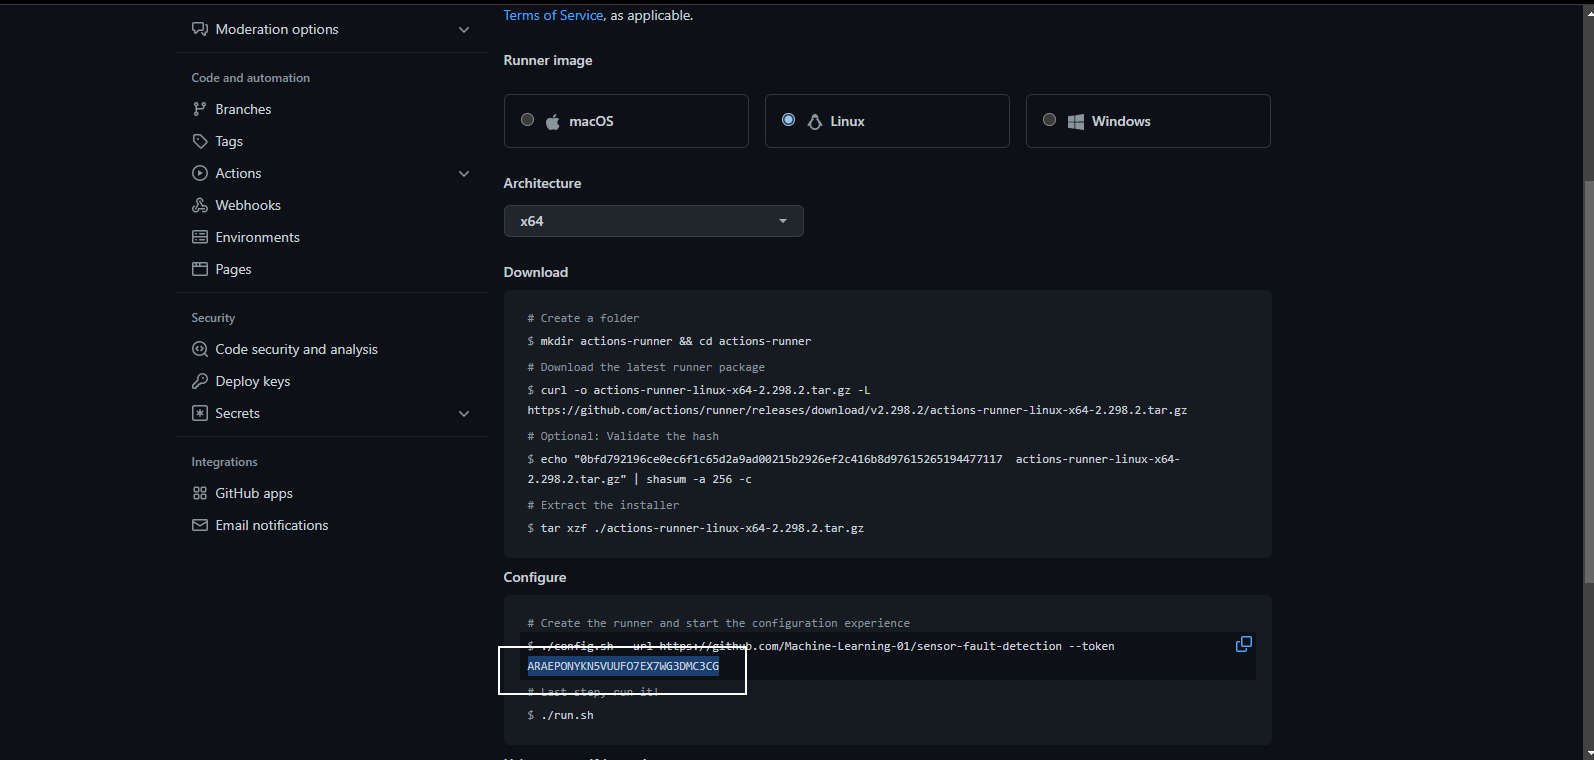 Terms of Service, as applicable.
Moderation options
Code and automation
Branches
Tags
Actions
Webhooks
Environments
Pages
Security
Code security and analysis
Deploy keys
Secrets
Integrations
GitHub apps
Email notifications
Runner image
macOS
Linux
Windows
Architecture
x64
Download
# Create a folder
$ mkdir actions-runner && cd actions-runner
# Download the latest runner package
$ curl -o actions-runner-linux-x64-2.298.2.tar.gz -L
https://github.com/actions/runner/releases/download/v2.298.2/actions-runner-linux-x64-2.298.2.tar.gz
# Optional: Validate the hash
$ echo "0bfd792196ce0ec6f1c65d2a9ad00215b2926ef2c416b8d97615265194477117  actions-runner-linux-x64-
2.298.2.tar.gz" | shasum -a 256 -c
# Extract the installer
$ tar xzf ./actions-runner-linux-x64-2.298.2.tar.gz
Configure
# Create the runner and start the configuration experience
$ ./config.sh --url https://github.com/Machine-Learning-01/sensor-fault-detection --token
ARAEPONYKN5VUUFO7EX7WG3DMC3CG
# Last step, run it!
$ ./run.sh